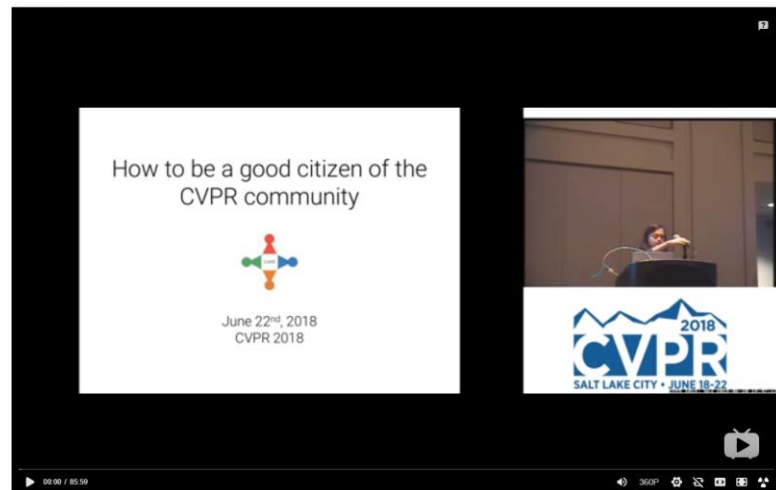 How to be a good citizen of the
CVPR community
CVPR
June 22nd, 2018
CVPR 2018
2018
CVPR
SALT LAKE CITY • JUNE 18-22
00:00 / 85:59
360P